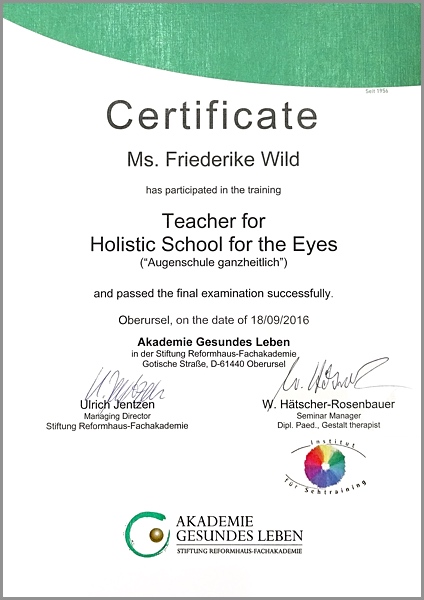 Seit 1956
Certificate
Ms. Friederike Wild
has participated in the training
Teacher for
Holistic School for the Eyes
("Augenschule ganzheitlich")
and passed the final examination successfully.
Oberursel, on the date of 18/09/2016
Akademie Gesundes Leben
in der Stiftung Reformhaus-Fachakademie
Gotische Straße, D-61440 Oberursel
Ulrich Jentzen
Managing Director
Stiftung Reformhaus-Fachakademie
W. Hätscher-Rosenbauer
Seminar Manager
Dipl. Paed., Gestalt therapist
Institut
für Sehtraining
AKADEMIE
GESUNDES LEBEN
STIFTUNG REFORMHAUS-FACHAKADEMIE